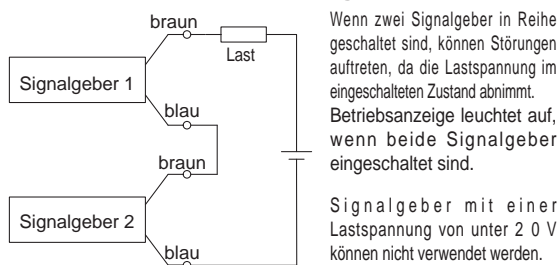 braun
Last
Signalgeber 1
blau
braun
Signalgeber 2
blau
Wenn zwei Signalgeber in Reihe
geschaltet sind, können Störungen
auftreten, da die Lastspannung im
eingeschalteten Zustand abnimmt.
Betriebsanzeige leuchtet auf,
wenn beide Signalgeber
eingeschaltet sind.
Signalgeber mit einer
Lastspannung von unter 2 0 V
können nicht verwendet werden.